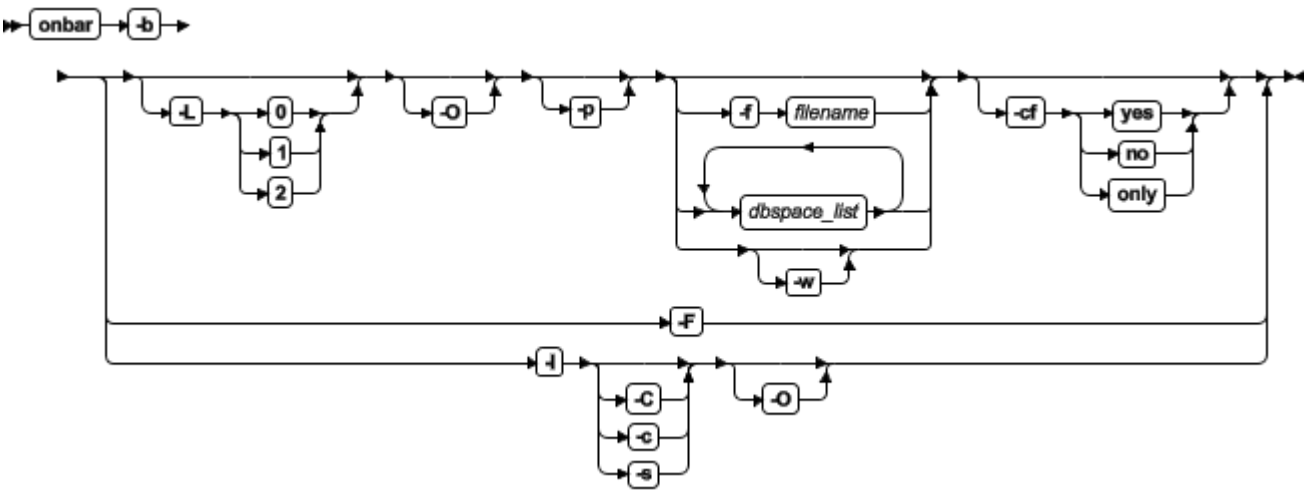 onbar -b
-L 0 -O -p -f filename -cf yes
1 no
2 dbspace_list only
-w
-F
-l
-C -O
-c
-s